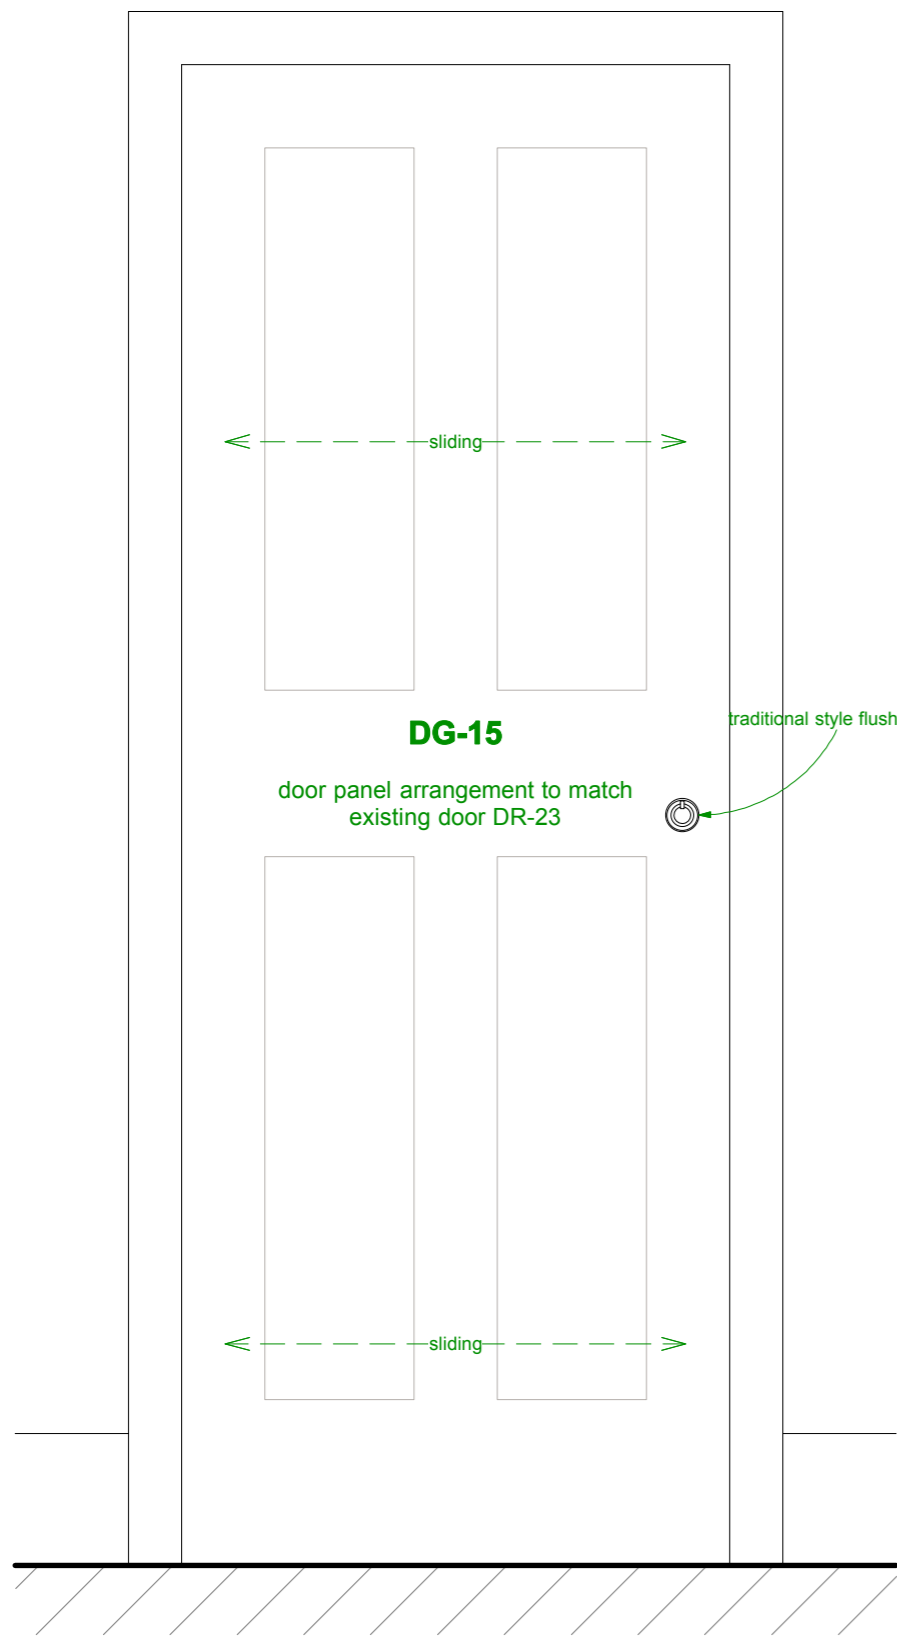 sliding
DG-15
traditional style flush
door panel arrangement to match
existing door DR-23
sliding